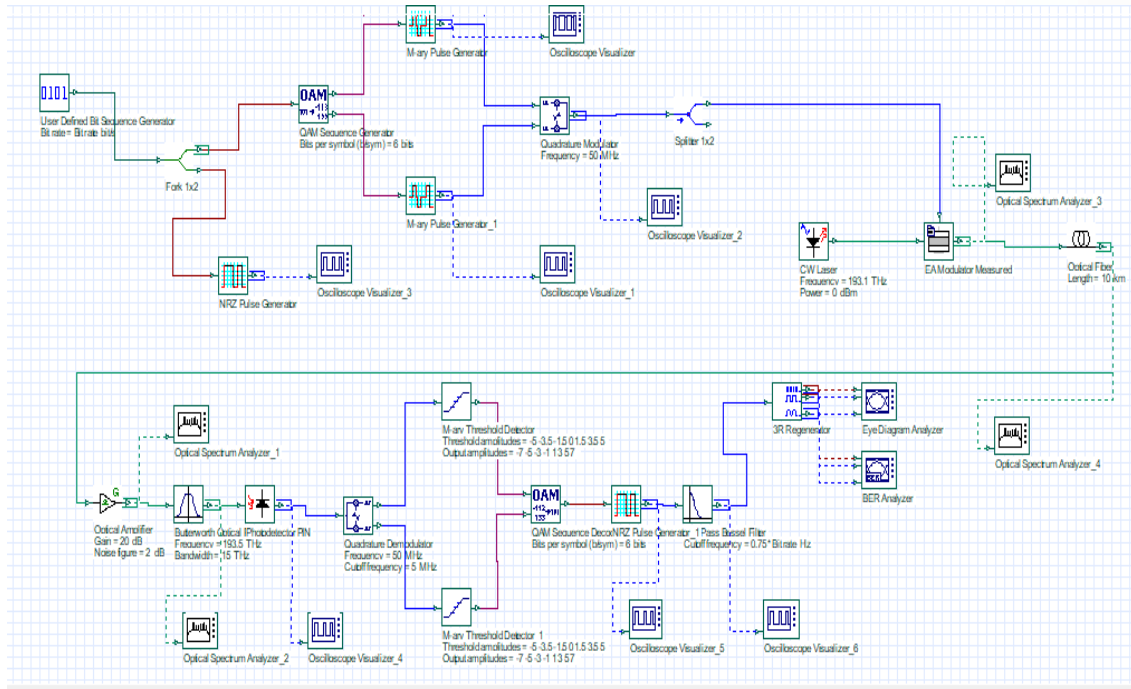 M-ary Pulse Generator
Oscilloscope Visualizer
0101
User Defined Bit Sequence Generator
Bit rate = Bit rate bit/s
QAM
QAM Sequence Generator
Bits per symbol (b/sym) = 6 bits
Quadrature Modulator
Frequency = 50 MHz
Splitter 1x2
Fork 1x2
M-ary Pulse Generator_1
Oscilloscope Visualizer_2
Optical Spectrum Analyzer_3
NRZ Pulse Generator
Oscilloscope Visualizer_3
Oscilloscope Visualizer_1
CW Laser
Frequency = 193.1 THz
Power = 0 dBm
EA Modulator Measured
Optical Fiber
Length = 10 km
Optical Spectrum Analyzer_1
M-ary Threshold Detector
Threshold amplitudes = -5 -3.5 -1.5 0 1.5 3.5 5
Output amplitudes = -7 -5 -3 -1 1 3 5 7
3R Regenerator
Eye Diagram Analyzer
Optical Spectrum Analyzer_4
BER Analyzer
G
Optical Amplifier
Gain = 20 dB
Noise figure = 2 dB
Butterworth Optical
Frequency = 193.5 THz
Bandwidth = 15 THz
Photodetector PIN
Quadrature Demodulator
Frequency = 50 MHz
Cutoff frequency = 5 MHz
QAM
QAM Sequence Decod
Bits per symbol (b/sym) = 6 bits
NRZ Pulse Generator_1
Pass Bessel Filter
Cutoff frequency = 0.75 * Bit rate Hz
M-ary Threshold Detector_1
Threshold amplitudes = -5 -3.5 -1.5 0 1.5 3.5 5
Output amplitudes = -7 -5 -3 -1 1 3 5 7
Optical Spectrum Analyzer_2
Oscilloscope Visualizer_4
Oscilloscope Visualizer_5
Oscilloscope Visualizer_6